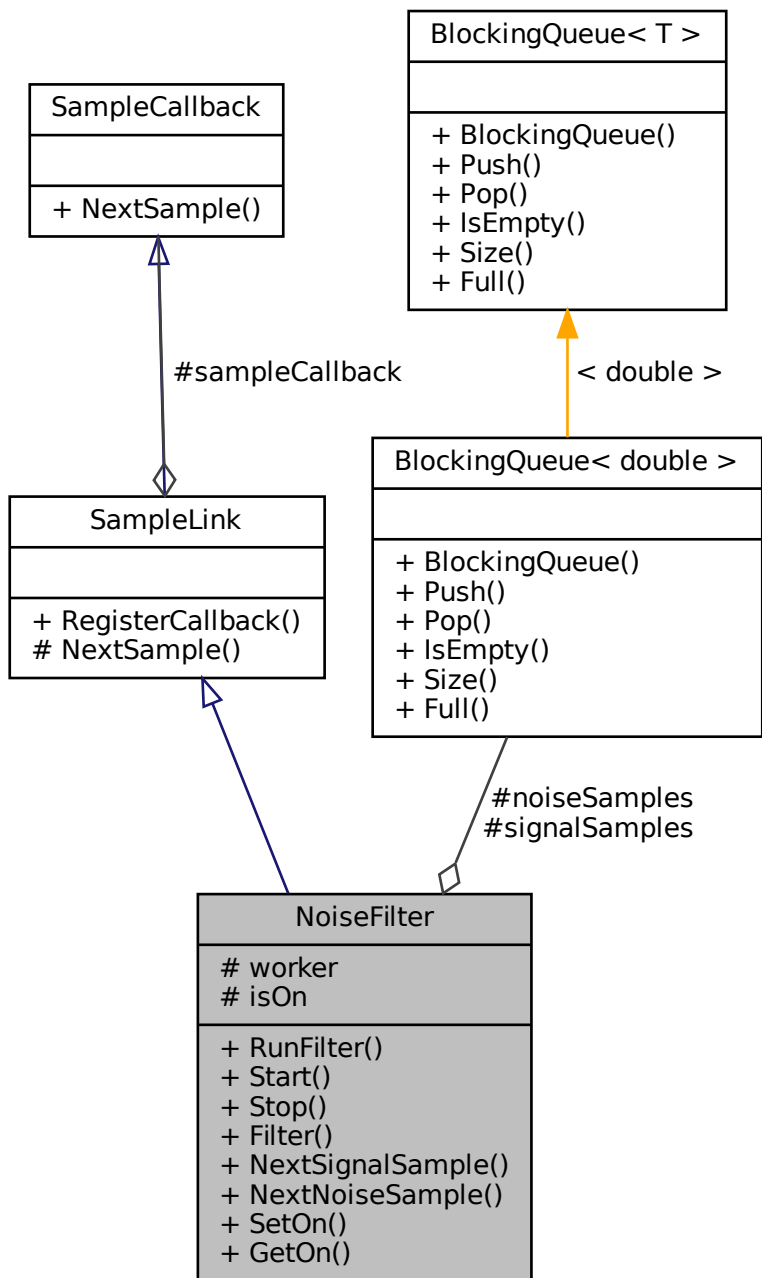 BlockingQueue< T >
+ BlockingQueue()
+ Push()
+ Pop()
+ IsEmpty()
+ Size()
+ Full()
SampleCallback
+ NextSample()
#sampleCallback
< double >
BlockingQueue< double >
+ BlockingQueue()
+ Push()
+ Pop()
+ IsEmpty()
+ Size()
+ Full()
SampleLink
+ RegisterCallback()
# NextSample()
#noiseSamples
#signalSamples
NoiseFilter
# worker
# isOn
+ RunFilter()
+ Start()
+ Stop()
+ Filter()
+ NextSignalSample()
+ NextNoiseSample()
+ SetOn()
+ GetOn()